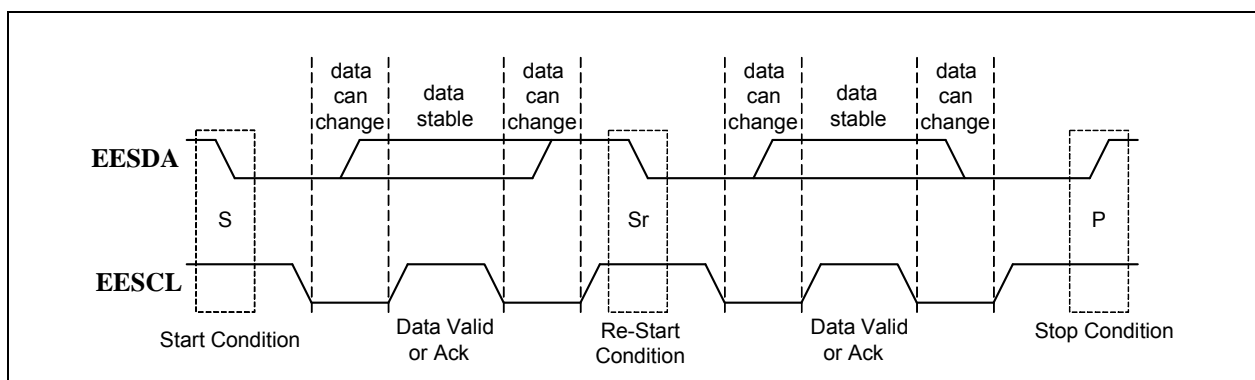 data
can
change
data
stable
data
can
change
data
can
change
data
stable
data
can
change
EESDA
S
Sr
P
EESCL
Start Condition
Data Valid
or Ack
Re-Start
Condition
Data Valid
or Ack
Stop Condition